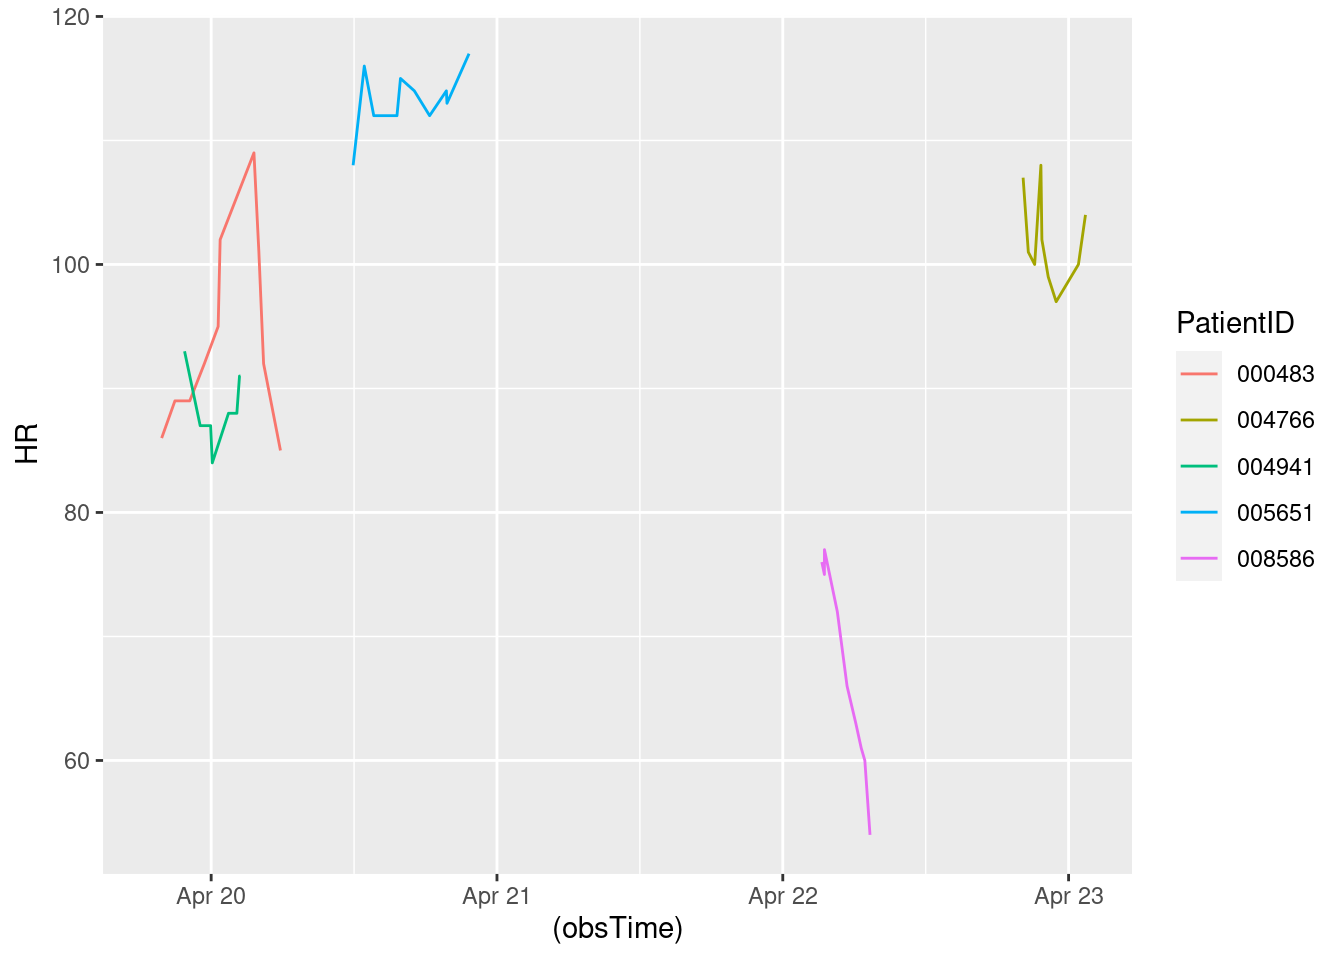 120
100
80
60
HR
Apr 20
Apr 21
Apr 22
Apr 23
(obsTime)
PatientID
000483
004766
004941
005651
008586